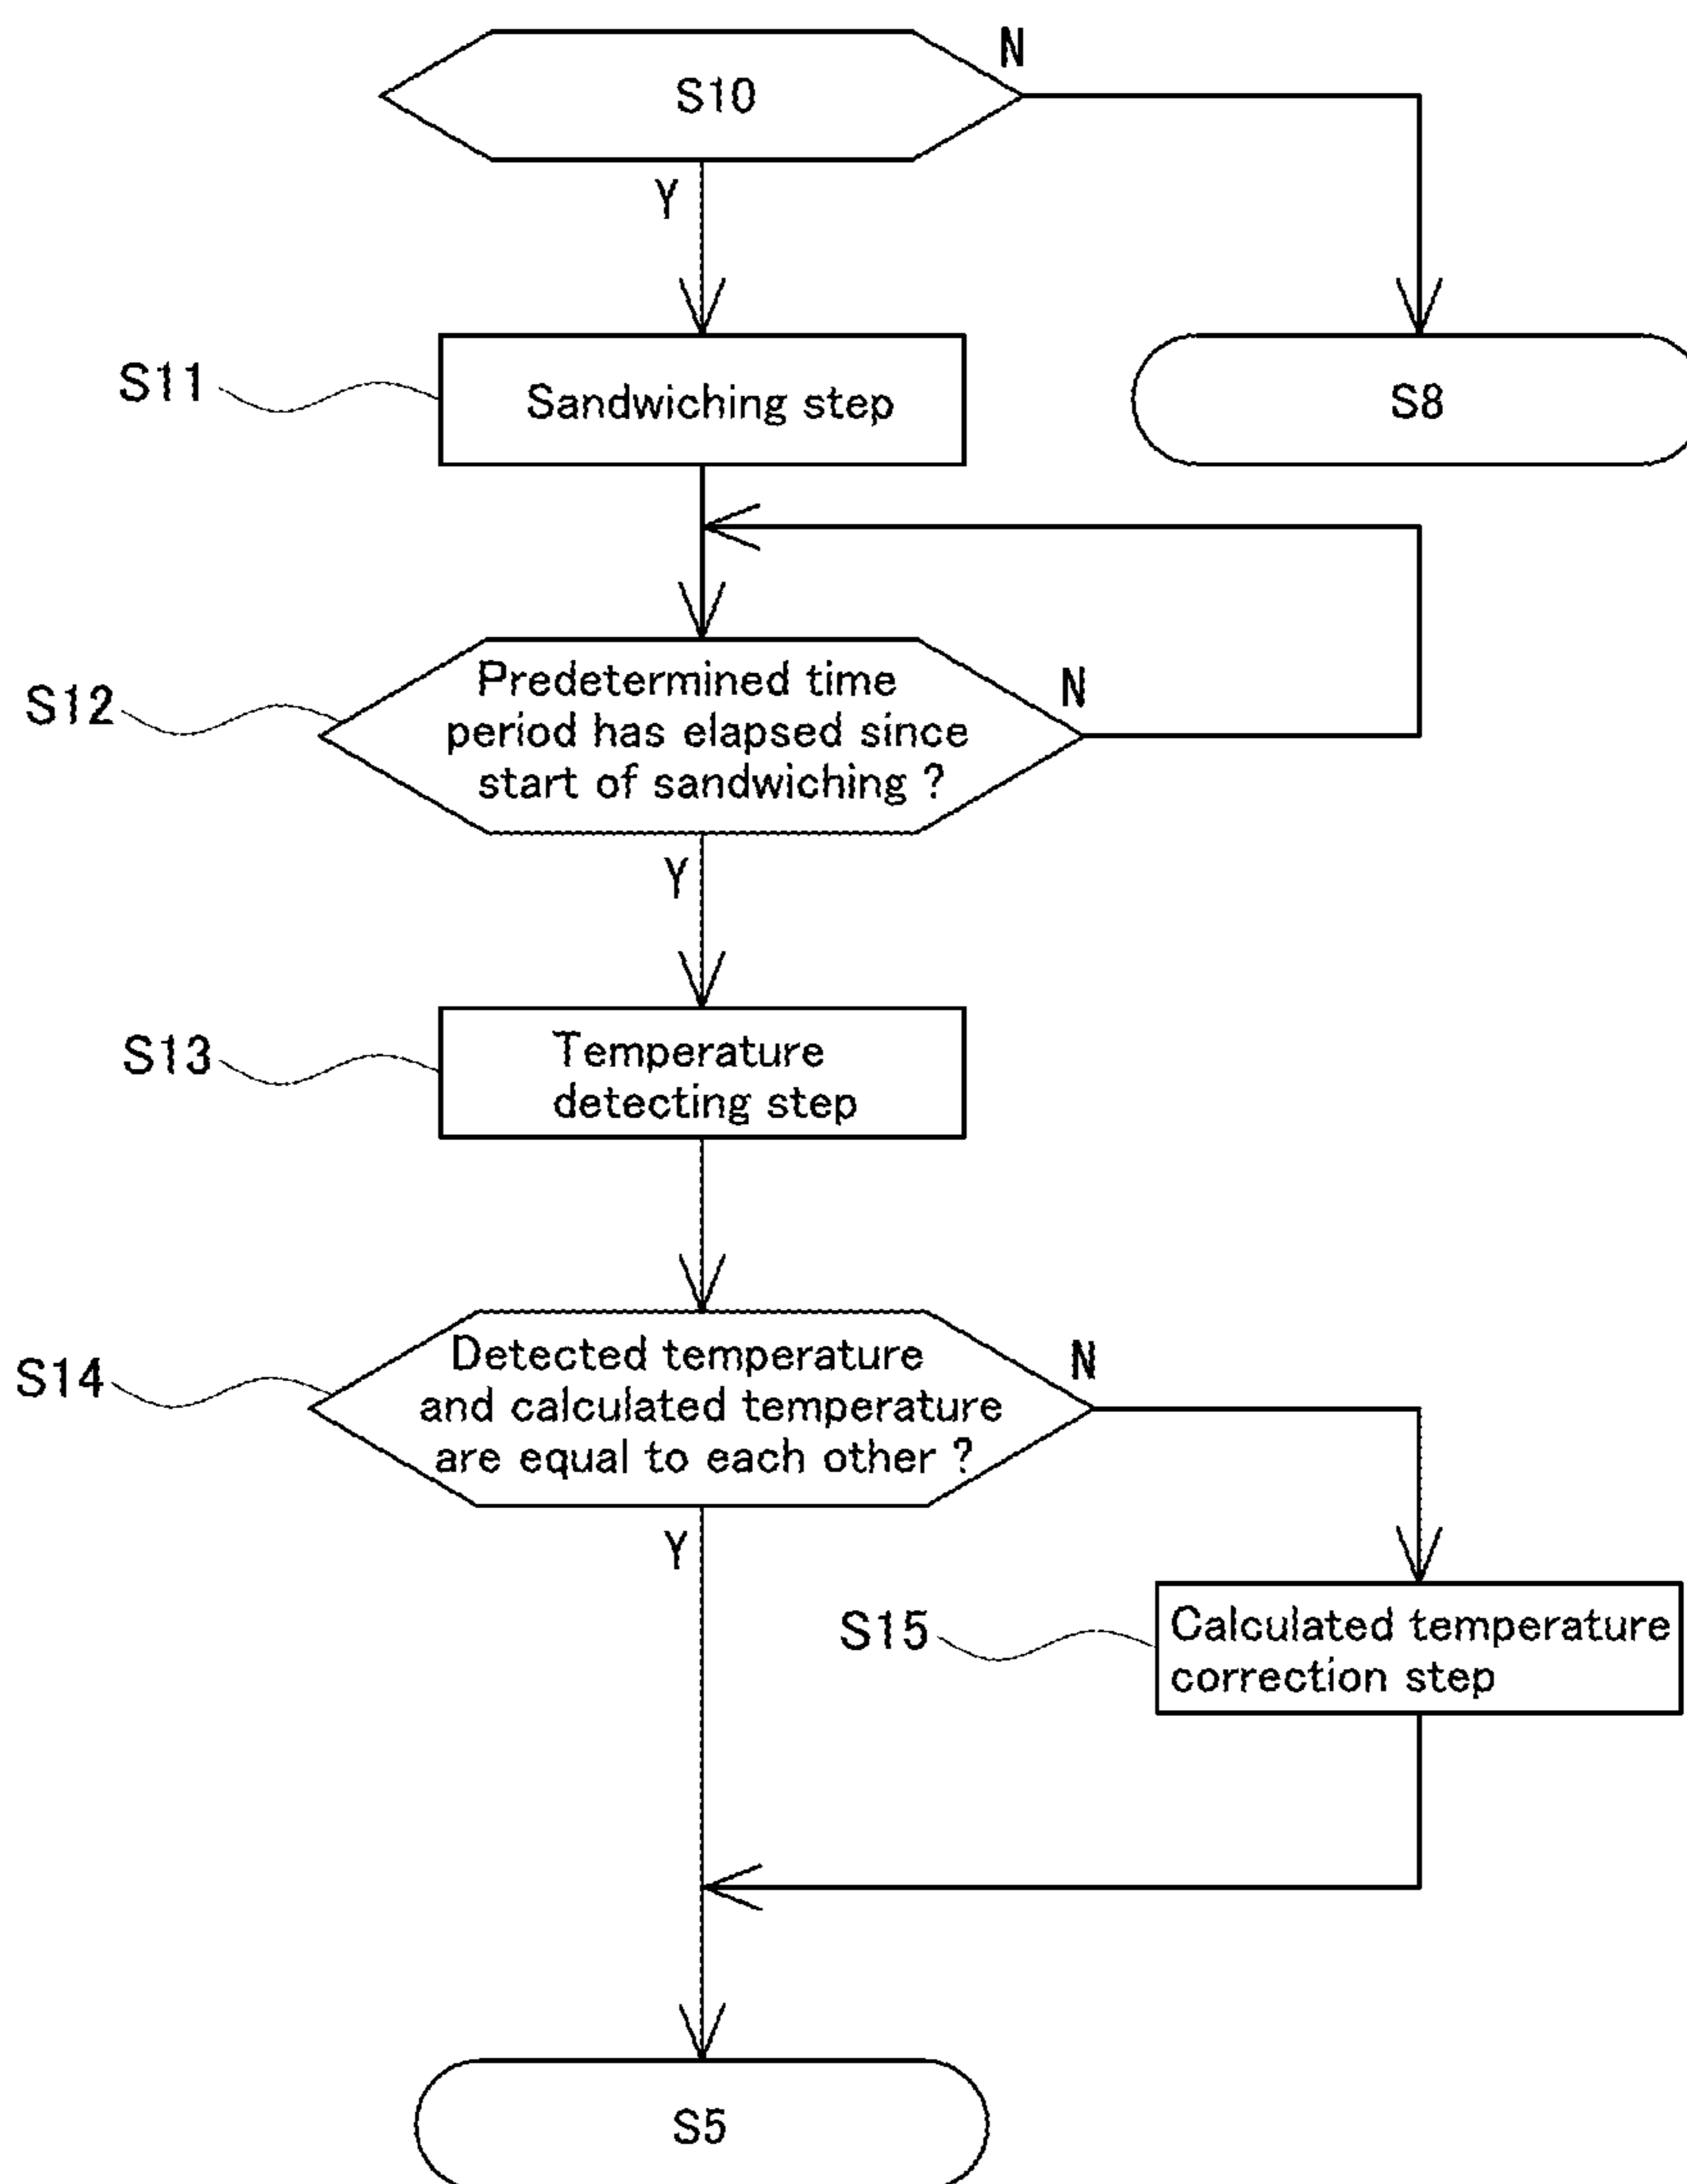 S10
N
Y
S11
Sandwiching step
S8
S12
Predetermined time
period has elapsed since
start of sandwiching ?
N
Y
S13
Temperature
detecting step
S14
Detected temperature
and calculated temperature
are equal to each other ?
N
Y
S15
Calculated temperature
correction step
S5